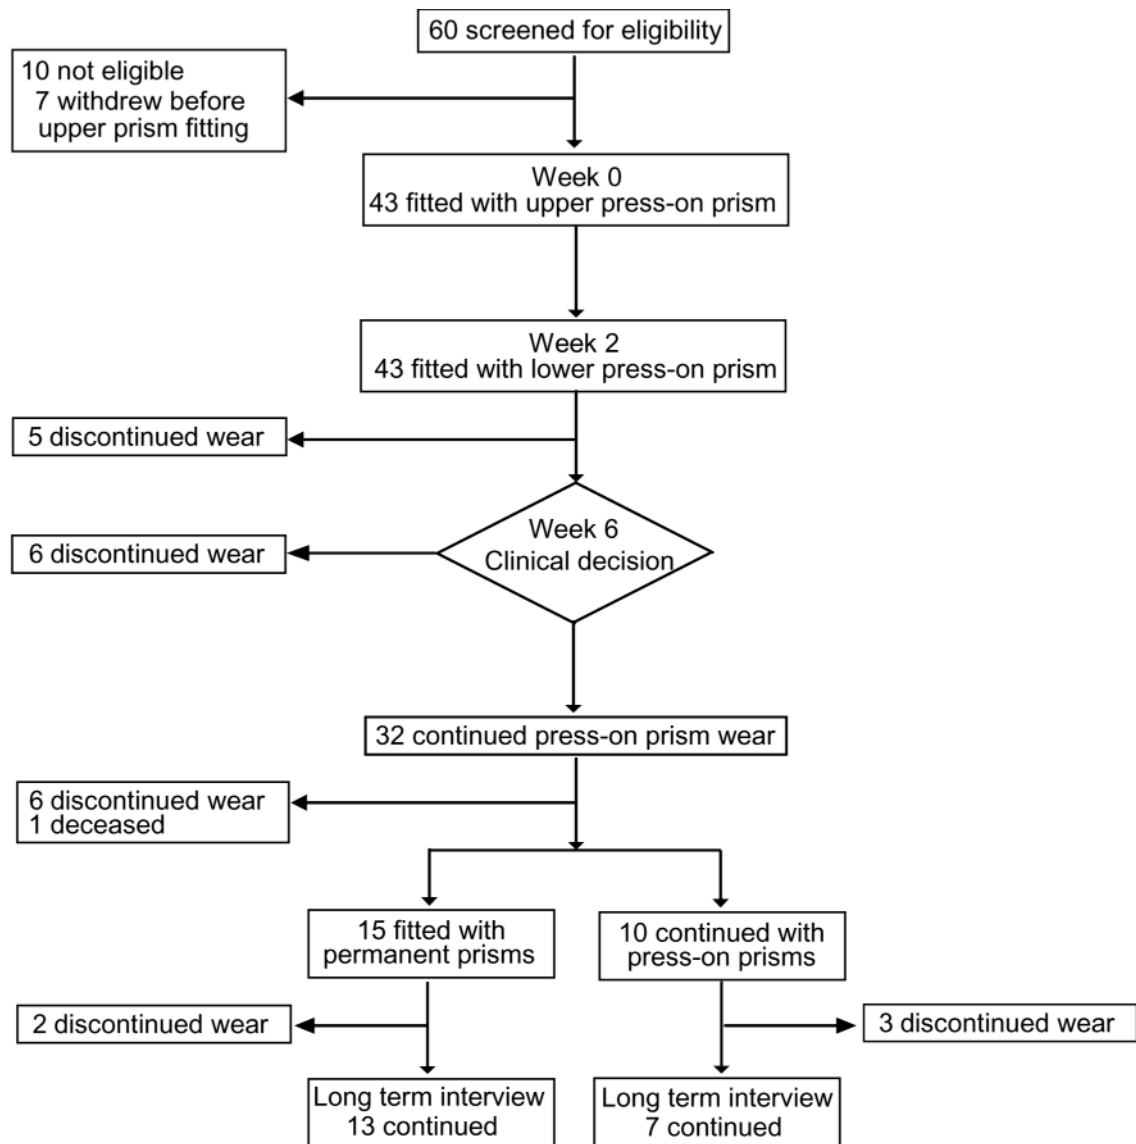 60 screened for eligibility
10 not eligible
7 withdrew before
upper prism fitting
Week 0
43 fitted with upper press-on prism
Week 2
43 fitted with lower press-on prism
5 discontinued wear
Week 6
Clinical decision
6 discontinued wear
32 continued press-on prism wear
6 discontinued wear
1 deceased
15 fitted with
permanent prisms
10 continued with
press-on prisms
2 discontinued wear
3 discontinued wear
Long term interview
13 continued
Long term interview
7 continued